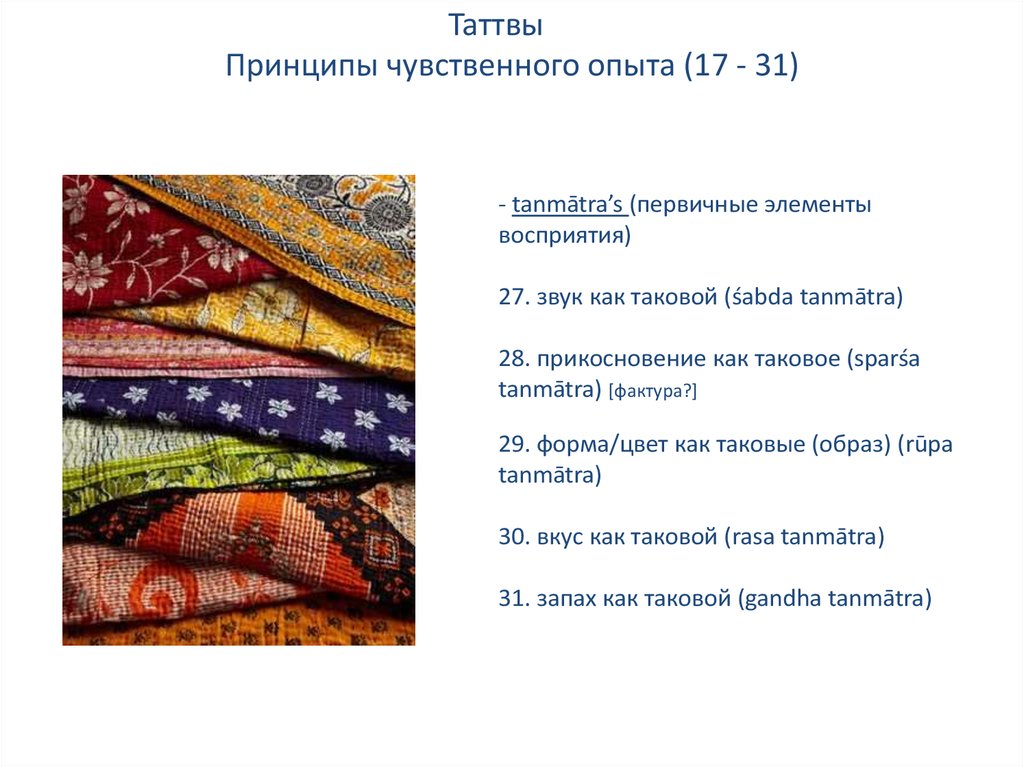 Таттвы
Принципы чувственного опыта (17 - 31)
- tanmātra’s (первичные элементы
восприятия)
27. звук как таковой (śabda tanmātra)
28. прикосновение как таковое (sparśa
tanmātra) [фактура?]
29. форма/цвет как таковые (образ) (rūpa
tanmātra)
30. вкус как таковой (rasa tanmātra)
31. запах как таковой (gandha tanmātra)